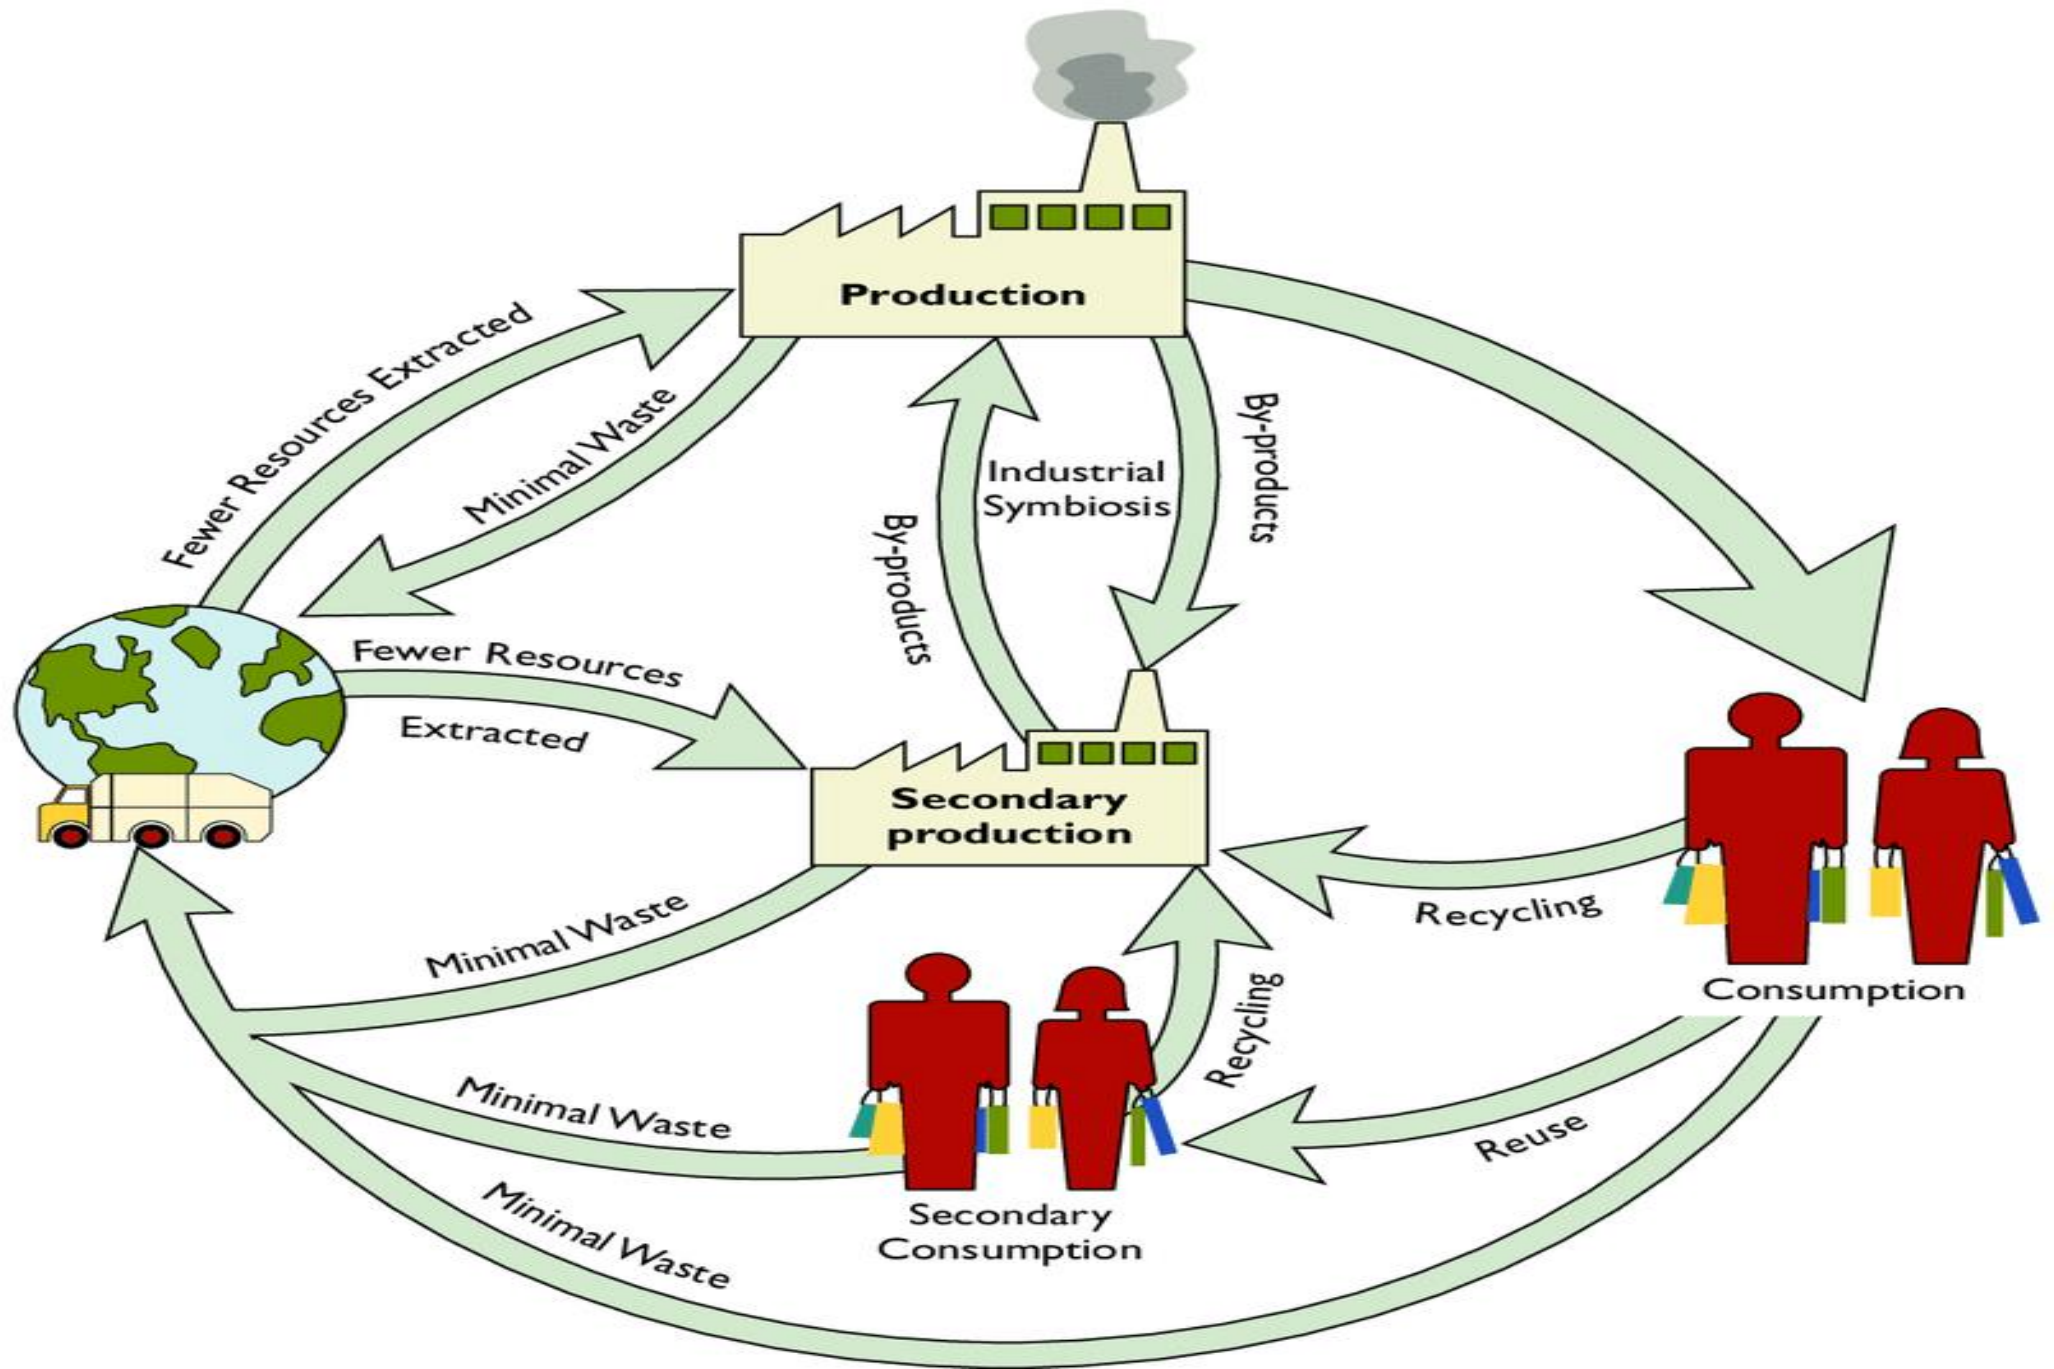 Production
Fewer Resources Extracted
Minimal Waste
By-products
Industrial
Symbiosis
By-products
Fewer Resources
Extracted
Secondary
production
Minimal Waste
Recycling
Consumption
Recycling
Minimal Waste
Reuse
Secondary
Consumption
Minimal Waste